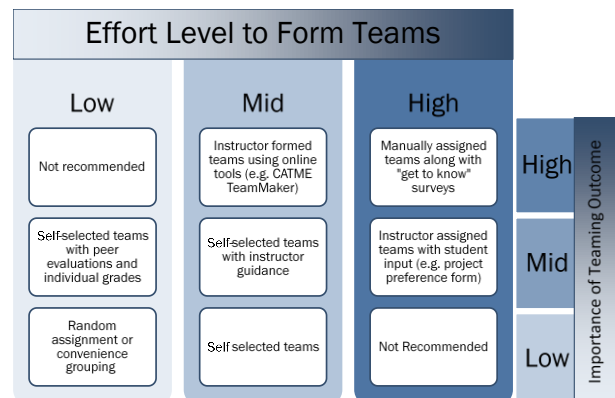 Effort Level to Form Teams
Low
Mid
High
Not recommended
Instructor formed
teams using online
tools (e.g. CATME
TeamMaker)
Manually assigned
teams along with
"get to know"
surveys
High
Self-selected teams
with peer
evaluations and
individual grades
Self-selected teams
with instructor
guidance
Instructor assigned
teams with student
input (e.g. project
preference form)
Mid
Random
assignment or
convenience
grouping
Self selected teams
Not Recommended
Low
Importance of Teaming Outcome